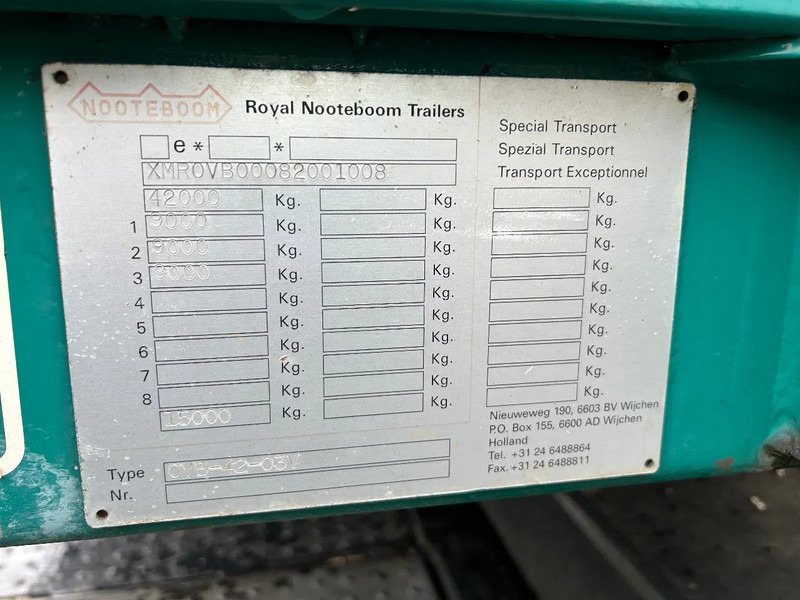 NOOTEBOOM Royal Nooteboom Trailers
Special Transport
Spezial Transport
Transport Exceptionnel
e* *
XMR0VB00082001008
42000 Kg. Kg. Kg.
1 9000 Kg. Kg. Kg.
2 9000 Kg. Kg. Kg.
3 9000 Kg. Kg. Kg.
4 Kg. Kg. Kg.
5 Kg. Kg. Kg.
6 Kg. Kg. Kg.
7 Kg. Kg. Kg.
8 Kg. Kg. Kg.
15000 Kg. Kg. Kg.
Nieuweweg 190, 6603 BV Wijchen
P.O. Box 155, 6600 AD Wijchen
Holland
Tel. +31 24 6488864
Fax. +31 24 6488811
Type OVB-42-03V
Nr.